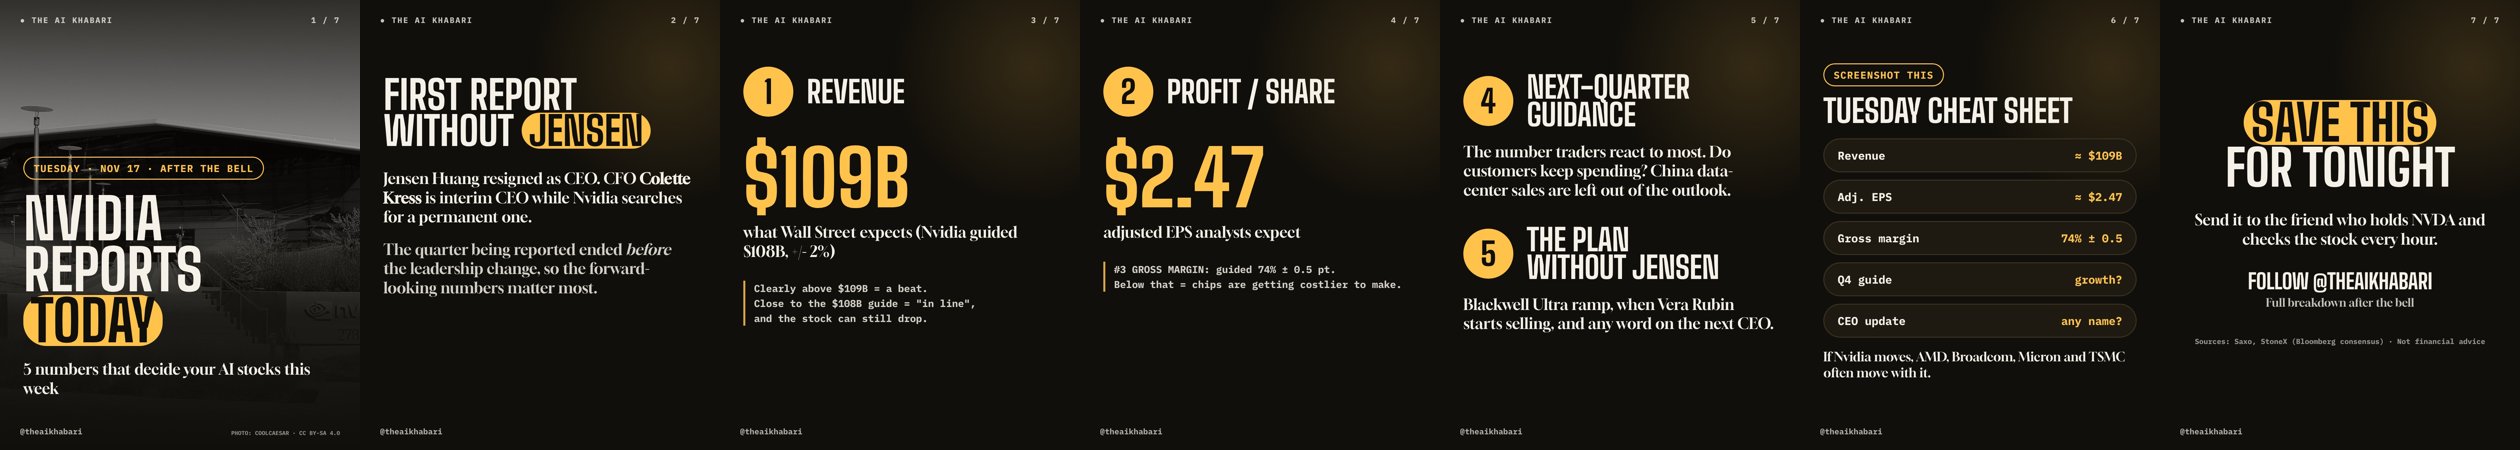 ● THE AI KHABARI
1 / 7
TUESDAY · NOV 17 · AFTER THE BELL
NVIDIA
REPORTS
TODAY
5 numbers that decide your AI stocks this
week
@theaikhabari
PHOTO: COOLCAESAR · CC BY-SA 4.0
● THE AI KHABARI
2 / 7
FIRST REPORT
WITHOUT JENSEN
Jensen Huang resigned as CEO. CFO Colette
Kress is interim CEO while Nvidia searches
for a permanent one.
The quarter being reported ended before
the leadership change, so the forward-
looking numbers matter most.
@theaikhabari
● THE AI KHABARI
3 / 7
1 REVENUE
$109B
what Wall Street expects (Nvidia guided
$108B, +/- 2%)
Clearly above $109B = a beat.
Close to the $108B guide = "in line",
and the stock can still drop.
@theaikhabari
● THE AI KHABARI
4 / 7
2 PROFIT / SHARE
$2.47
adjusted EPS analysts expect
#3 GROSS MARGIN: guided 74% ± 0.5 pt.
Below that = chips are getting costlier to make.
@theaikhabari
● THE AI KHABARI
5 / 7
4 NEXT-QUARTER
GUIDANCE
The number traders react to most. Do
customers keep spending? China data-
center sales are left out of the outlook.
5 THE PLAN
WITHOUT JENSEN
Blackwell Ultra ramp, when Vera Rubin
starts selling, and any word on the next CEO.
@theaikhabari
● THE AI KHABARI
6 / 7
SCREENSHOT THIS
TUESDAY CHEAT SHEET
Revenue ≈ $109B
Adj. EPS ≈ $2.47
Gross margin 74% ± 0.5
Q4 guide growth?
CEO update any name?
If Nvidia moves, AMD, Broadcom, Micron and TSMC
often move with it.
@theaikhabari
● THE AI KHABARI
7 / 7
SAVE THIS
FOR TONIGHT
Send it to the friend who holds NVDA and
checks the stock every hour.
FOLLOW @THEAIKHABARI
Full breakdown after the bell
Sources: Saxo, StoneX (Bloomberg consensus) · Not financial advice
@theaikhabari